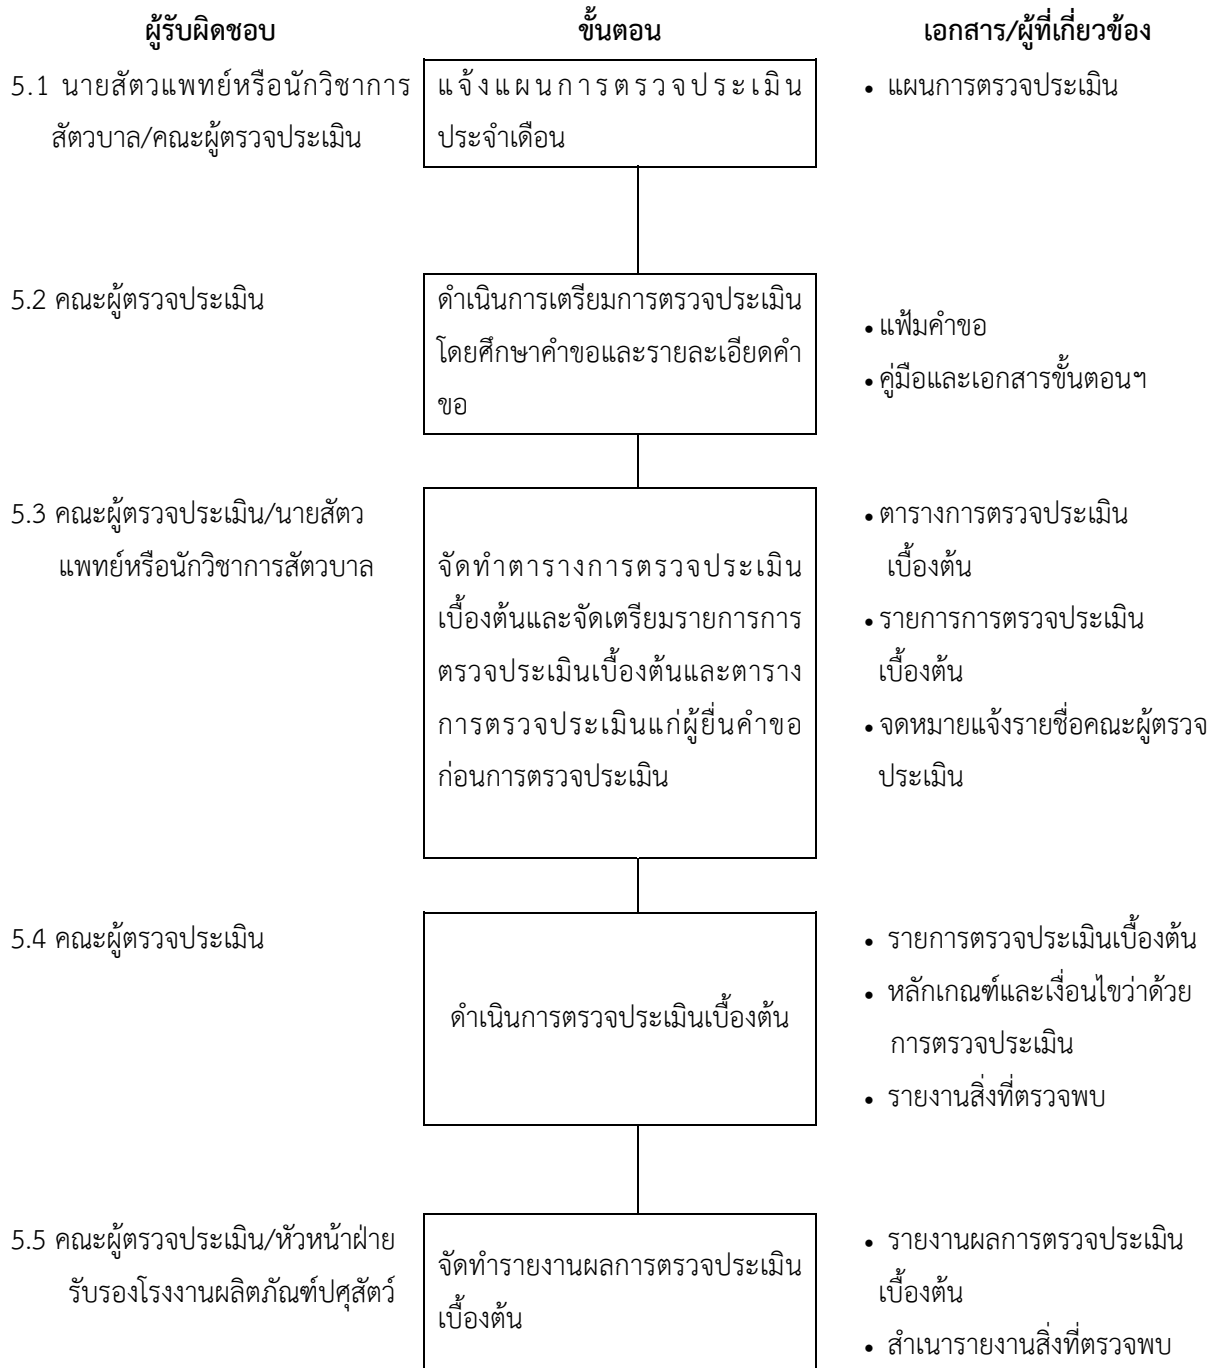 ผู้รับผิดชอบ
ขั้นตอน
เอกสาร/ผู้ที่เกี่ยวข้อง
5.1 นายสัตวแพทย์หรือนักวิชาการ
สัตวบาล/คณะผู้ตรวจประเมิน
แจ้งแผนการตรวจประเมิน
ประจำเดือน
• แผนการตรวจประเมิน
5.2 คณะผู้ตรวจประเมิน
ดำเนินการเตรียมการตรวจประเมิน
โดยศึกษาคำขอและรายละเอียดคำ
ขอ
• แฟ้มคำขอ
• คู่มือและเอกสารขั้นตอนฯ
5.3 คณะผู้ตรวจประเมิน/นายสัตว
แพทย์หรือนักวิชาการสัตวบาล
จัดทำตารางการตรวจประเมิน
เบื้องต้นและจัดเตรียมรายการการ
ตรวจประเมินเบื้องต้นและตาราง
การตรวจประเมินแก่ผู้ยื่นคำขอ
ก่อนการตรวจประเมิน
• ตารางการตรวจประเมิน
เบื้องต้น
• รายการการตรวจประเมิน
เบื้องต้น
• จดหมายแจ้งรายชื่อคณะผู้ตรวจ
ประเมิน
5.4 คณะผู้ตรวจประเมิน
ดำเนินการตรวจประเมินเบื้องต้น
• รายการตรวจประเมินเบื้องต้น
• หลักเกณฑ์และเงื่อนไขว่าด้วย
การตรวจประเมิน
• รายงานสิ่งที่ตรวจพบ
5.5 คณะผู้ตรวจประเมิน/หัวหน้าฝ่าย
รับรองโรงงานผลิตภัณฑ์ปศุสัตว์
จัดทำรายงานผลการตรวจประเมิน
เบื้องต้น
• รายงานผลการตรวจประเมิน
เบื้องต้น
• สำเนารายงานสิ่งที่ตรวจพบ